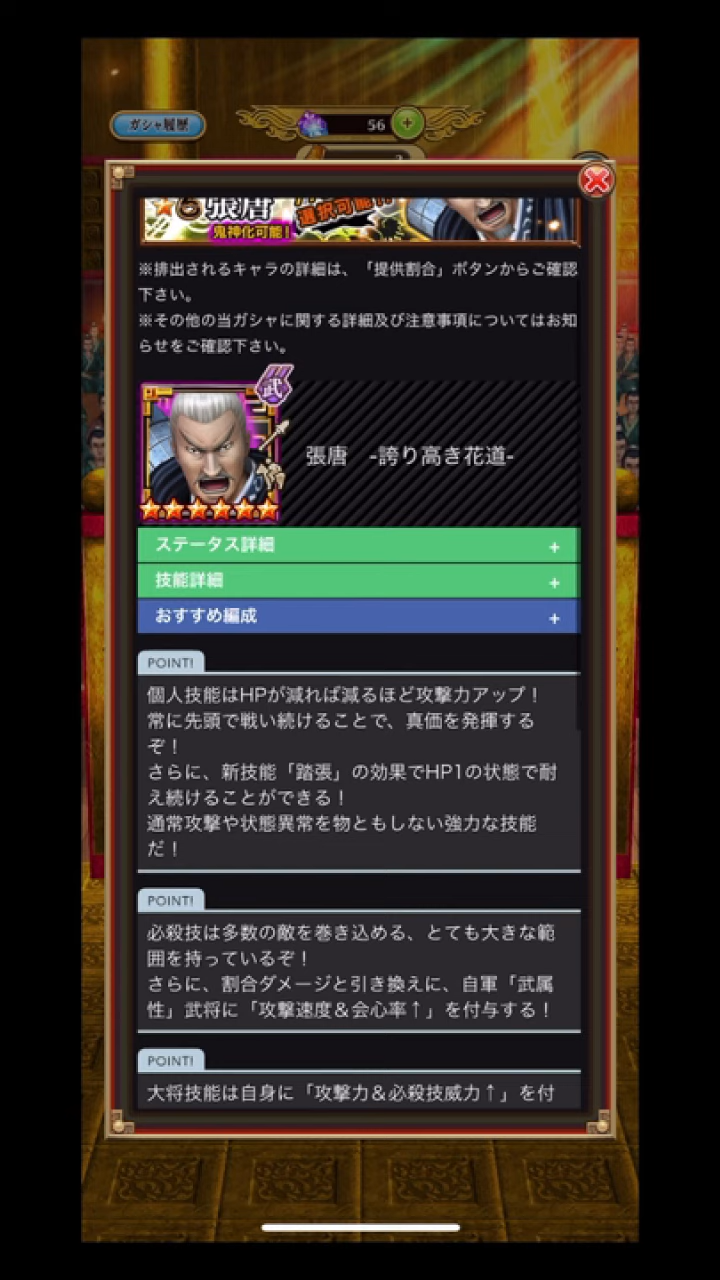 ガシャ履歴
56
張唐
鬼神化可能!
選択可能!!
※排出されるキャラの詳細は、「提供割合」ボタンからご確認
下さい。
※その他の当ガシャに関する詳細及び注意事項についてはお知
らせをご確認下さい。
武
張唐　-誇り高き花道-
ステータス詳細 +
技能詳細 +
おすすめ編成 +
POINT!
個人技能はHPが減れば減るほど攻撃力アップ！
常に先頭で戦い続けることで、真価を発揮する
ぞ！
さらに、新技能「踏張」の効果でHP1の状態で耐
え続けることができる！
通常攻撃や状態異常を物ともしない強力な技能
だ！
POINT!
必殺技は多数の敵を巻き込める、とても大きな範
囲を持っているぞ！
さらに、割合ダメージと引き換えに、自軍「武属
性」武将に「攻撃速度＆会心率↑」を付与する！
POINT!
大将技能は自身に「攻撃力＆必殺技威力↑」を付